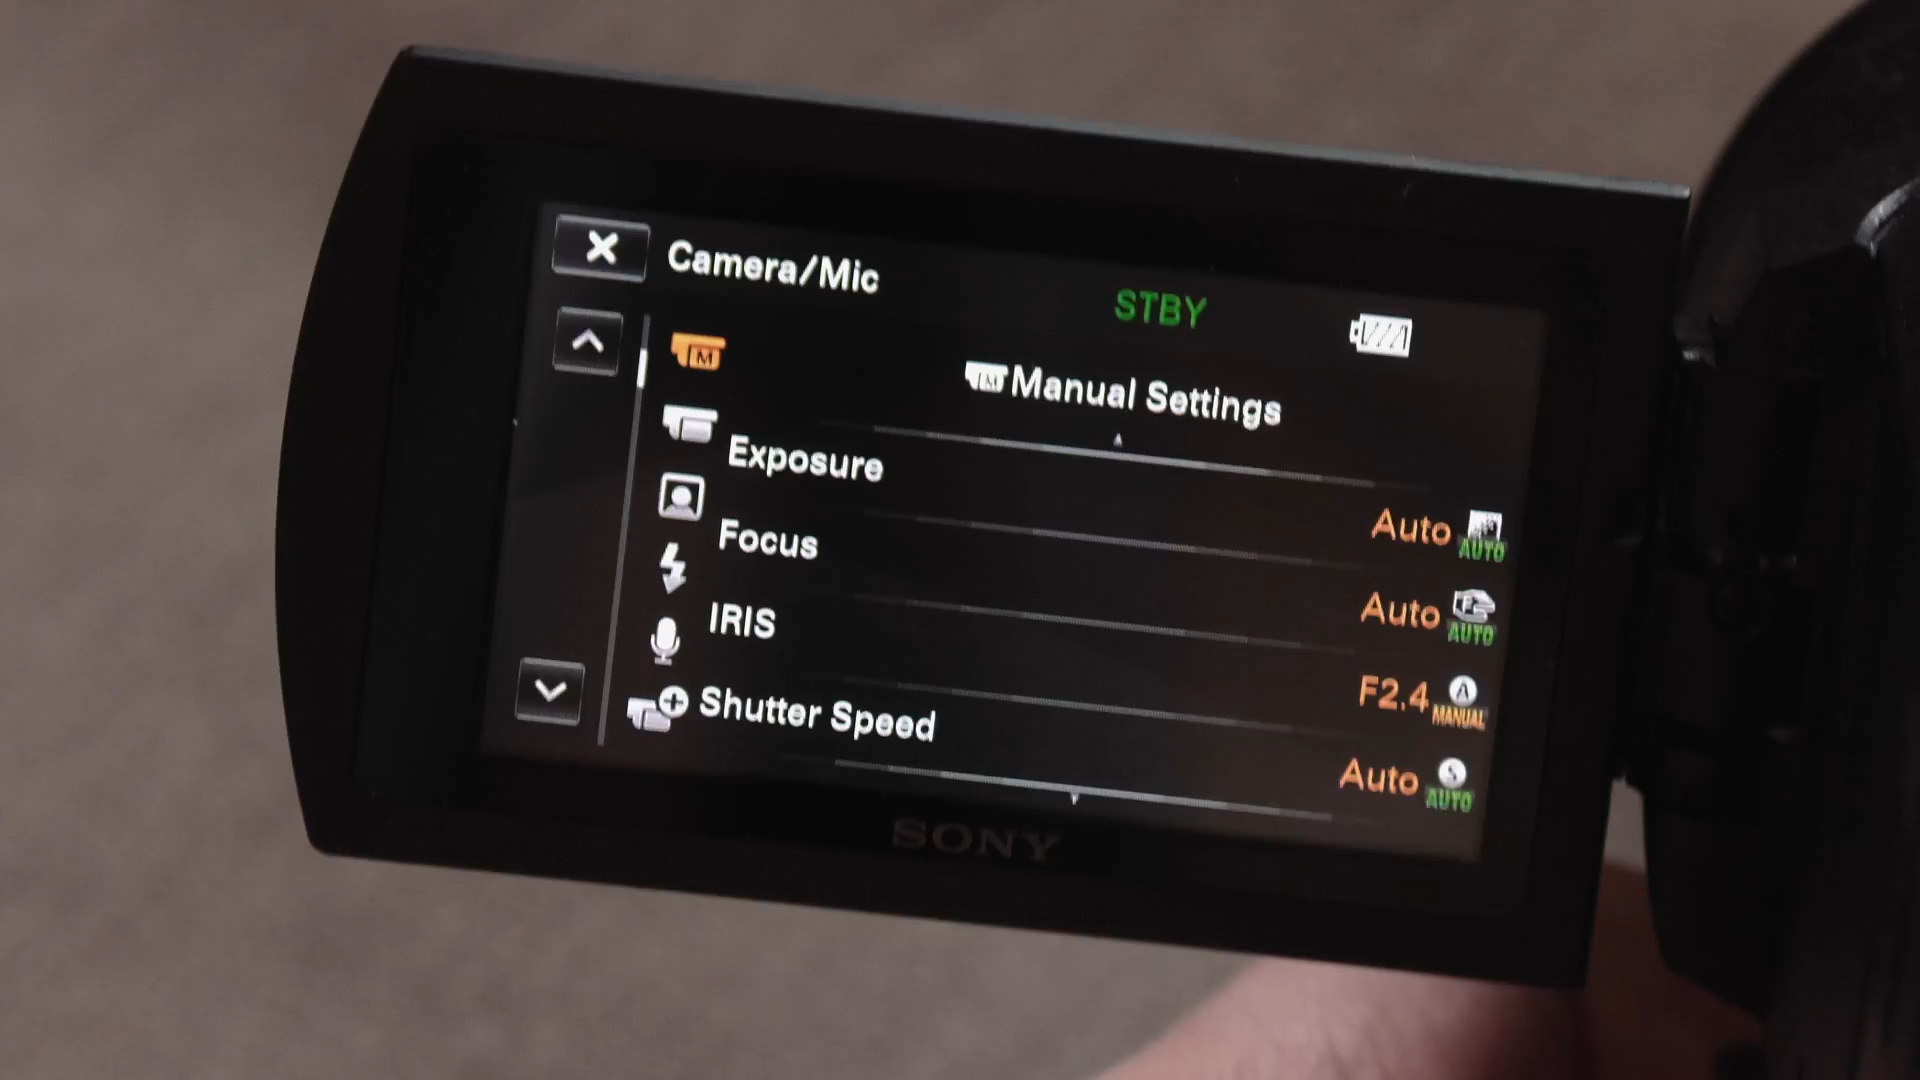 Camera/Mic
STBY
M
M Manual Settings
Exposure
Auto AUTO
Focus
Auto F AUTO
IRIS
F2.4 A MANUAL
Shutter Speed
Auto S AUTO
SONY